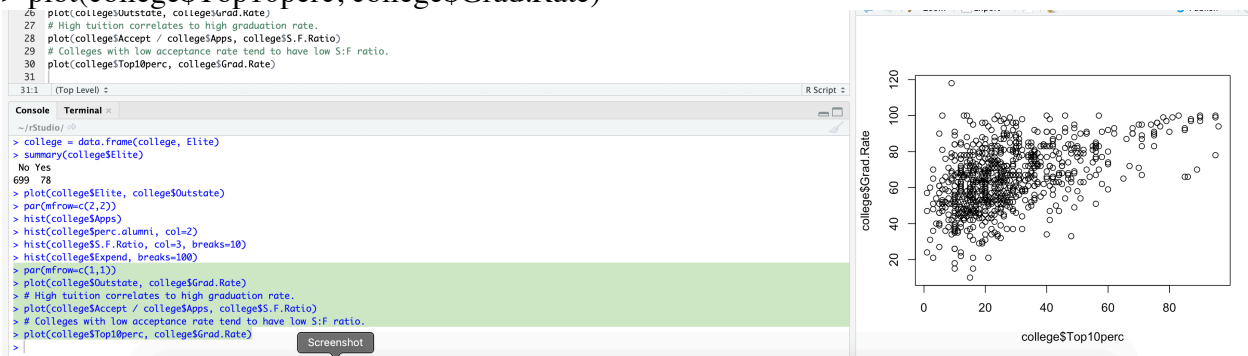 > plot(college$Top10perc, college$Grad.Rate)
26 plot(college$Outstate, college$Grad.Rate)
27 # High tuition correlates to high graduation rate.
28 plot(college$Accept / college$Apps, college$S.F.Ratio)
29 # Colleges with low acceptance rate tend to have low S:F ratio.
30 plot(college$Top10perc, college$Grad.Rate)
31
31:1 (Top Level) R Script
Console Terminal
~/rStudio/
> college = data.frame(college, Elite)
> summary(college$Elite)
No Yes
699 78
> plot(college$Elite, college$Outstate)
> par(mfrow=c(2,2))
> hist(college$Apps)
> hist(college$perc.alumni, col=2)
> hist(college$S.F.Ratio, col=3, breaks=10)
> hist(college$Expend, breaks=100)
> par(mfrow=c(1,1))
> plot(college$Outstate, college$Grad.Rate)
> # High tuition correlates to high graduation rate.
> plot(college$Accept / college$Apps, college$S.F.Ratio)
> # Colleges with low acceptance rate tend to have low S:F ratio.
> plot(college$Top10perc, college$Grad.Rate)
>
Screenshot
120
100
80
60
40
20
college$Grad.Rate
0 20 40 60 80
college$Top10perc